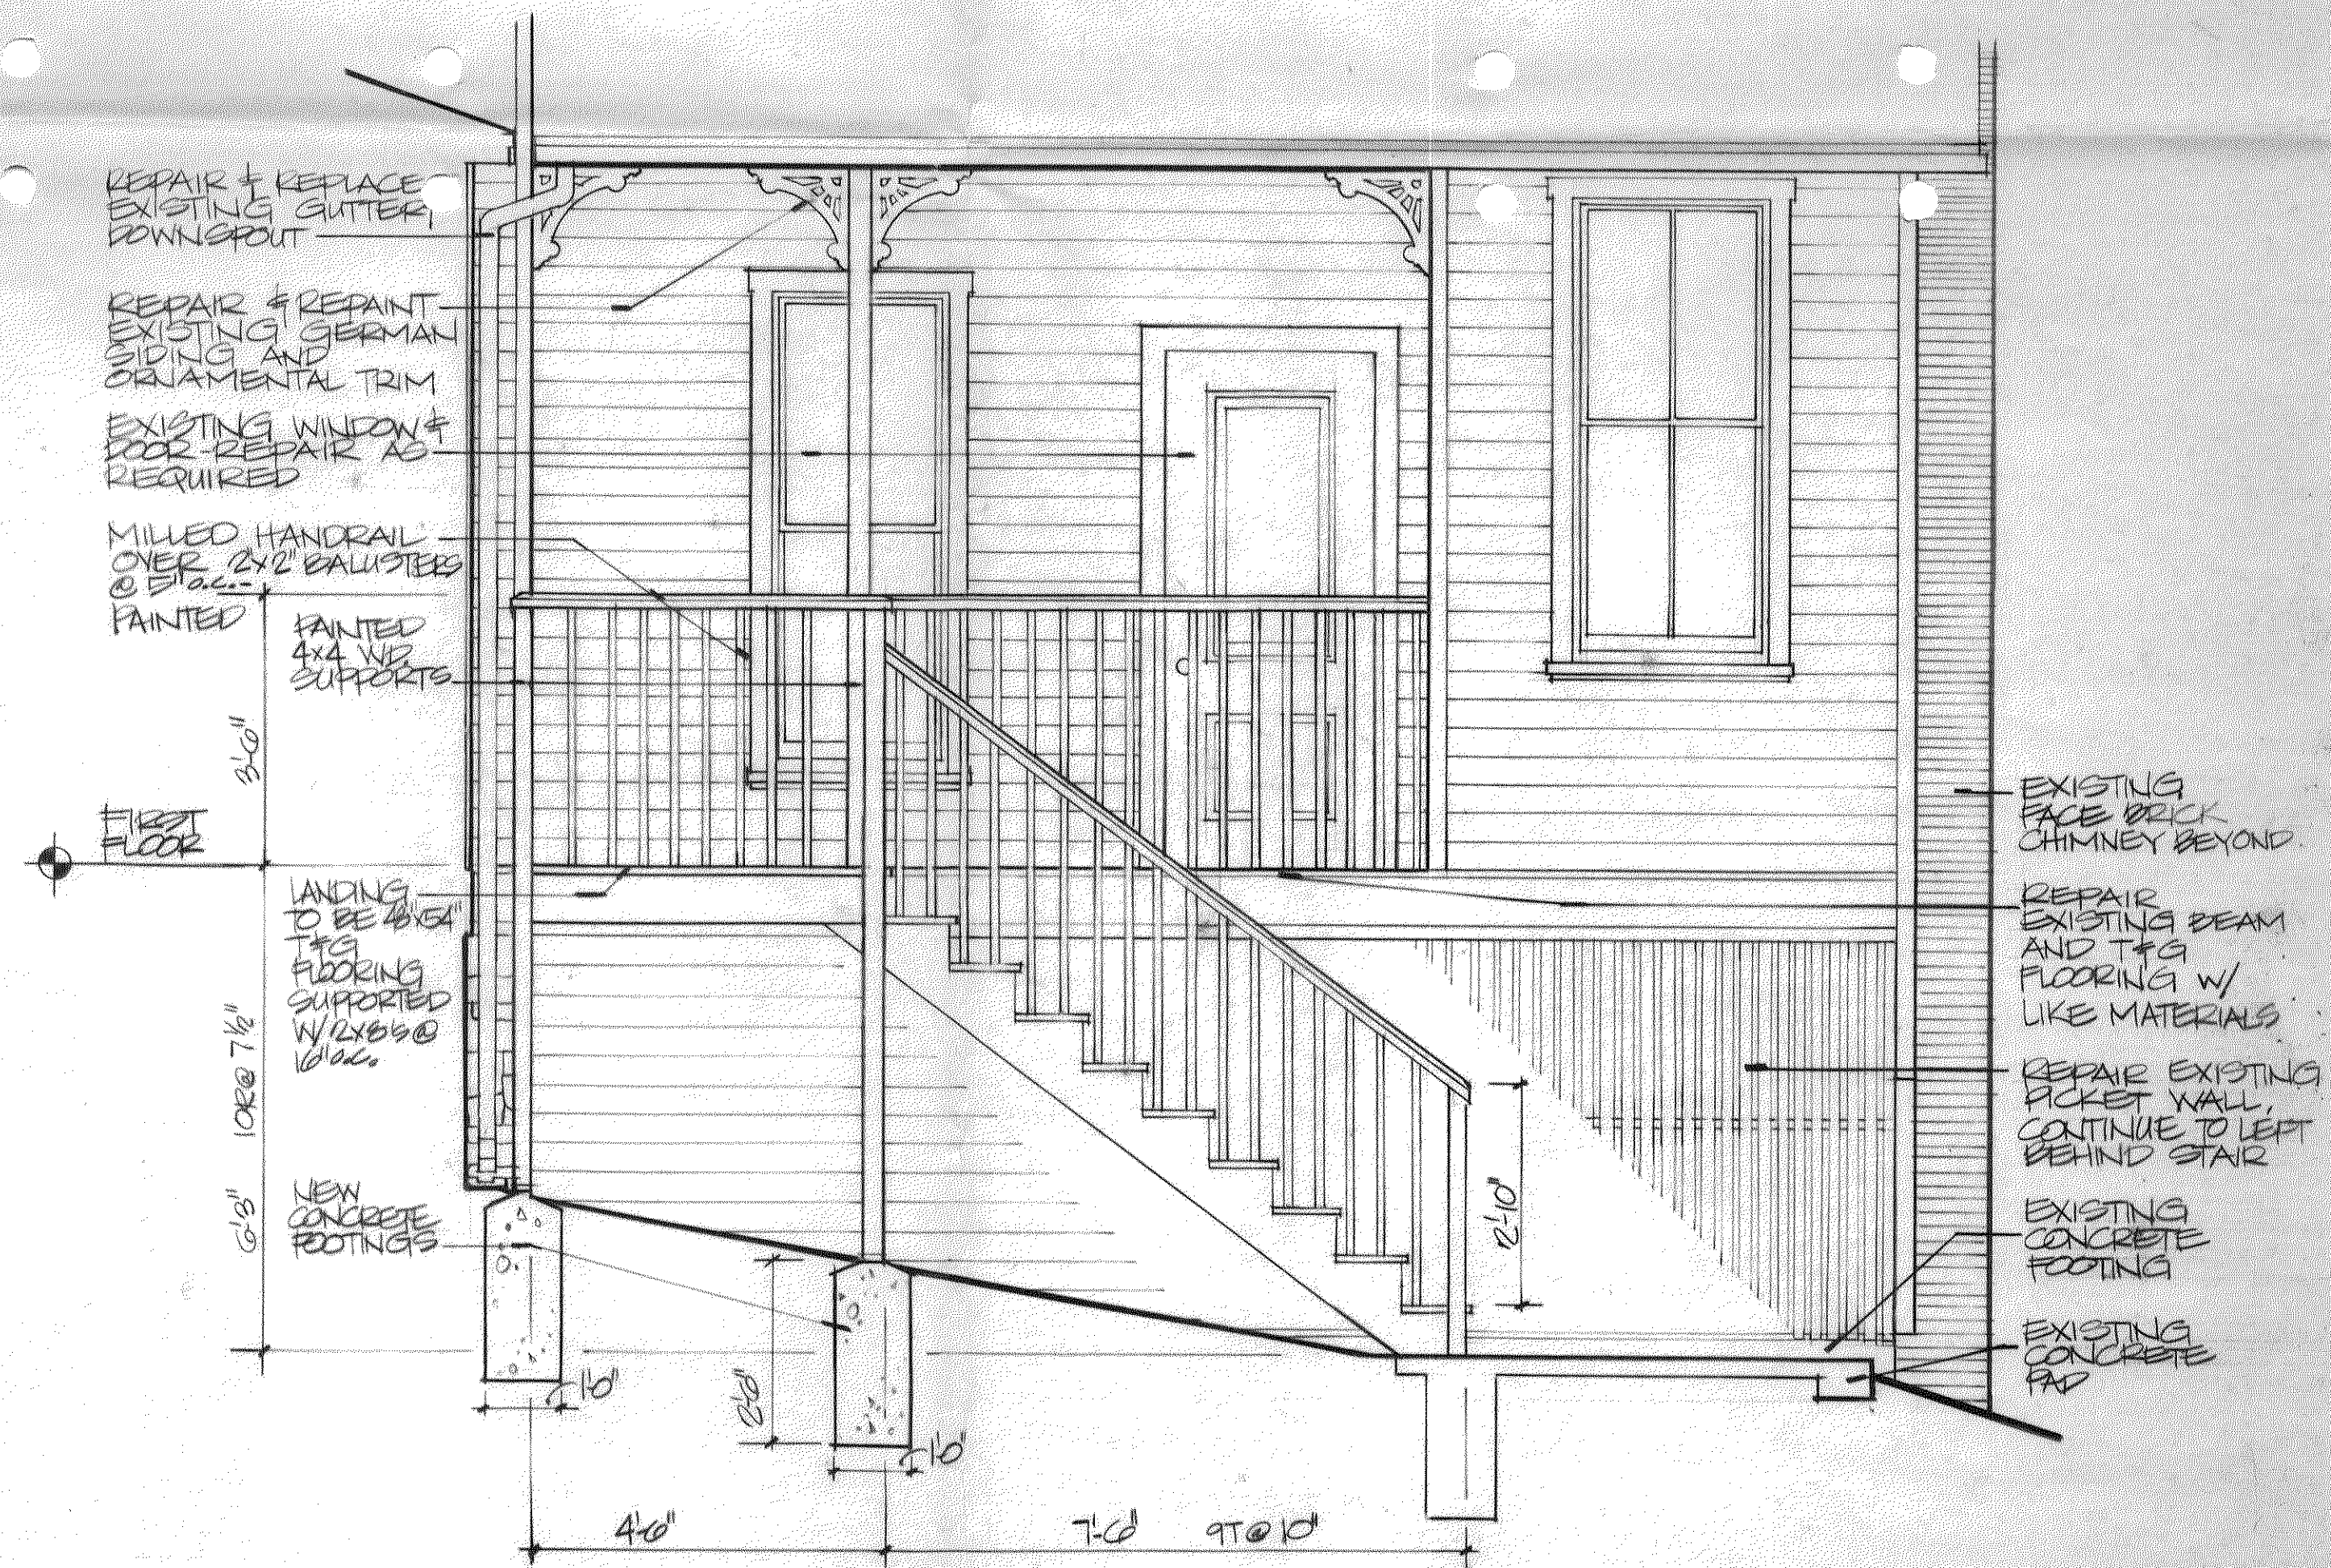 REPAIR & REPLACE
EXISTING GUTTER,
DOWNSPOUT
REPAIR & REPAINT
EXISTING GERMAN
SIDING AND
ORNAMENTAL TRIM
EXISTING WINDOW &
DOOR-REPAIR AS
REQUIRED
MILLED HANDRAIL
OVER 2"x2" BALUSTERS
@ 5" o.c.-
PAINTED
PAINTED
4x4 WD.
SUPPORTS
3'-6"
FIRST
FLOOR
LANDING
TO BE 48"x54"
T&G
FLOORING
SUPPORTED
W/2x8's @
16" o.c.
6'-3" 10R@ 7½"
NEW
CONCRETE
FOOTINGS
1'0"
2'-6"
1'0"
4'-6"
7'-6" 9T@10"
2'-10"
EXISTING
FACE BRICK
CHIMNEY BEYOND
REPAIR
EXISTING BEAM
AND T&G
FLOORING W/
LIKE MATERIALS
REPAIR EXISTING
PICKET WALL,
CONTINUE TO LEFT
BEHIND STAIR
EXISTING
CONCRETE
FOOTING
EXISTING
CONCRETE
PAD